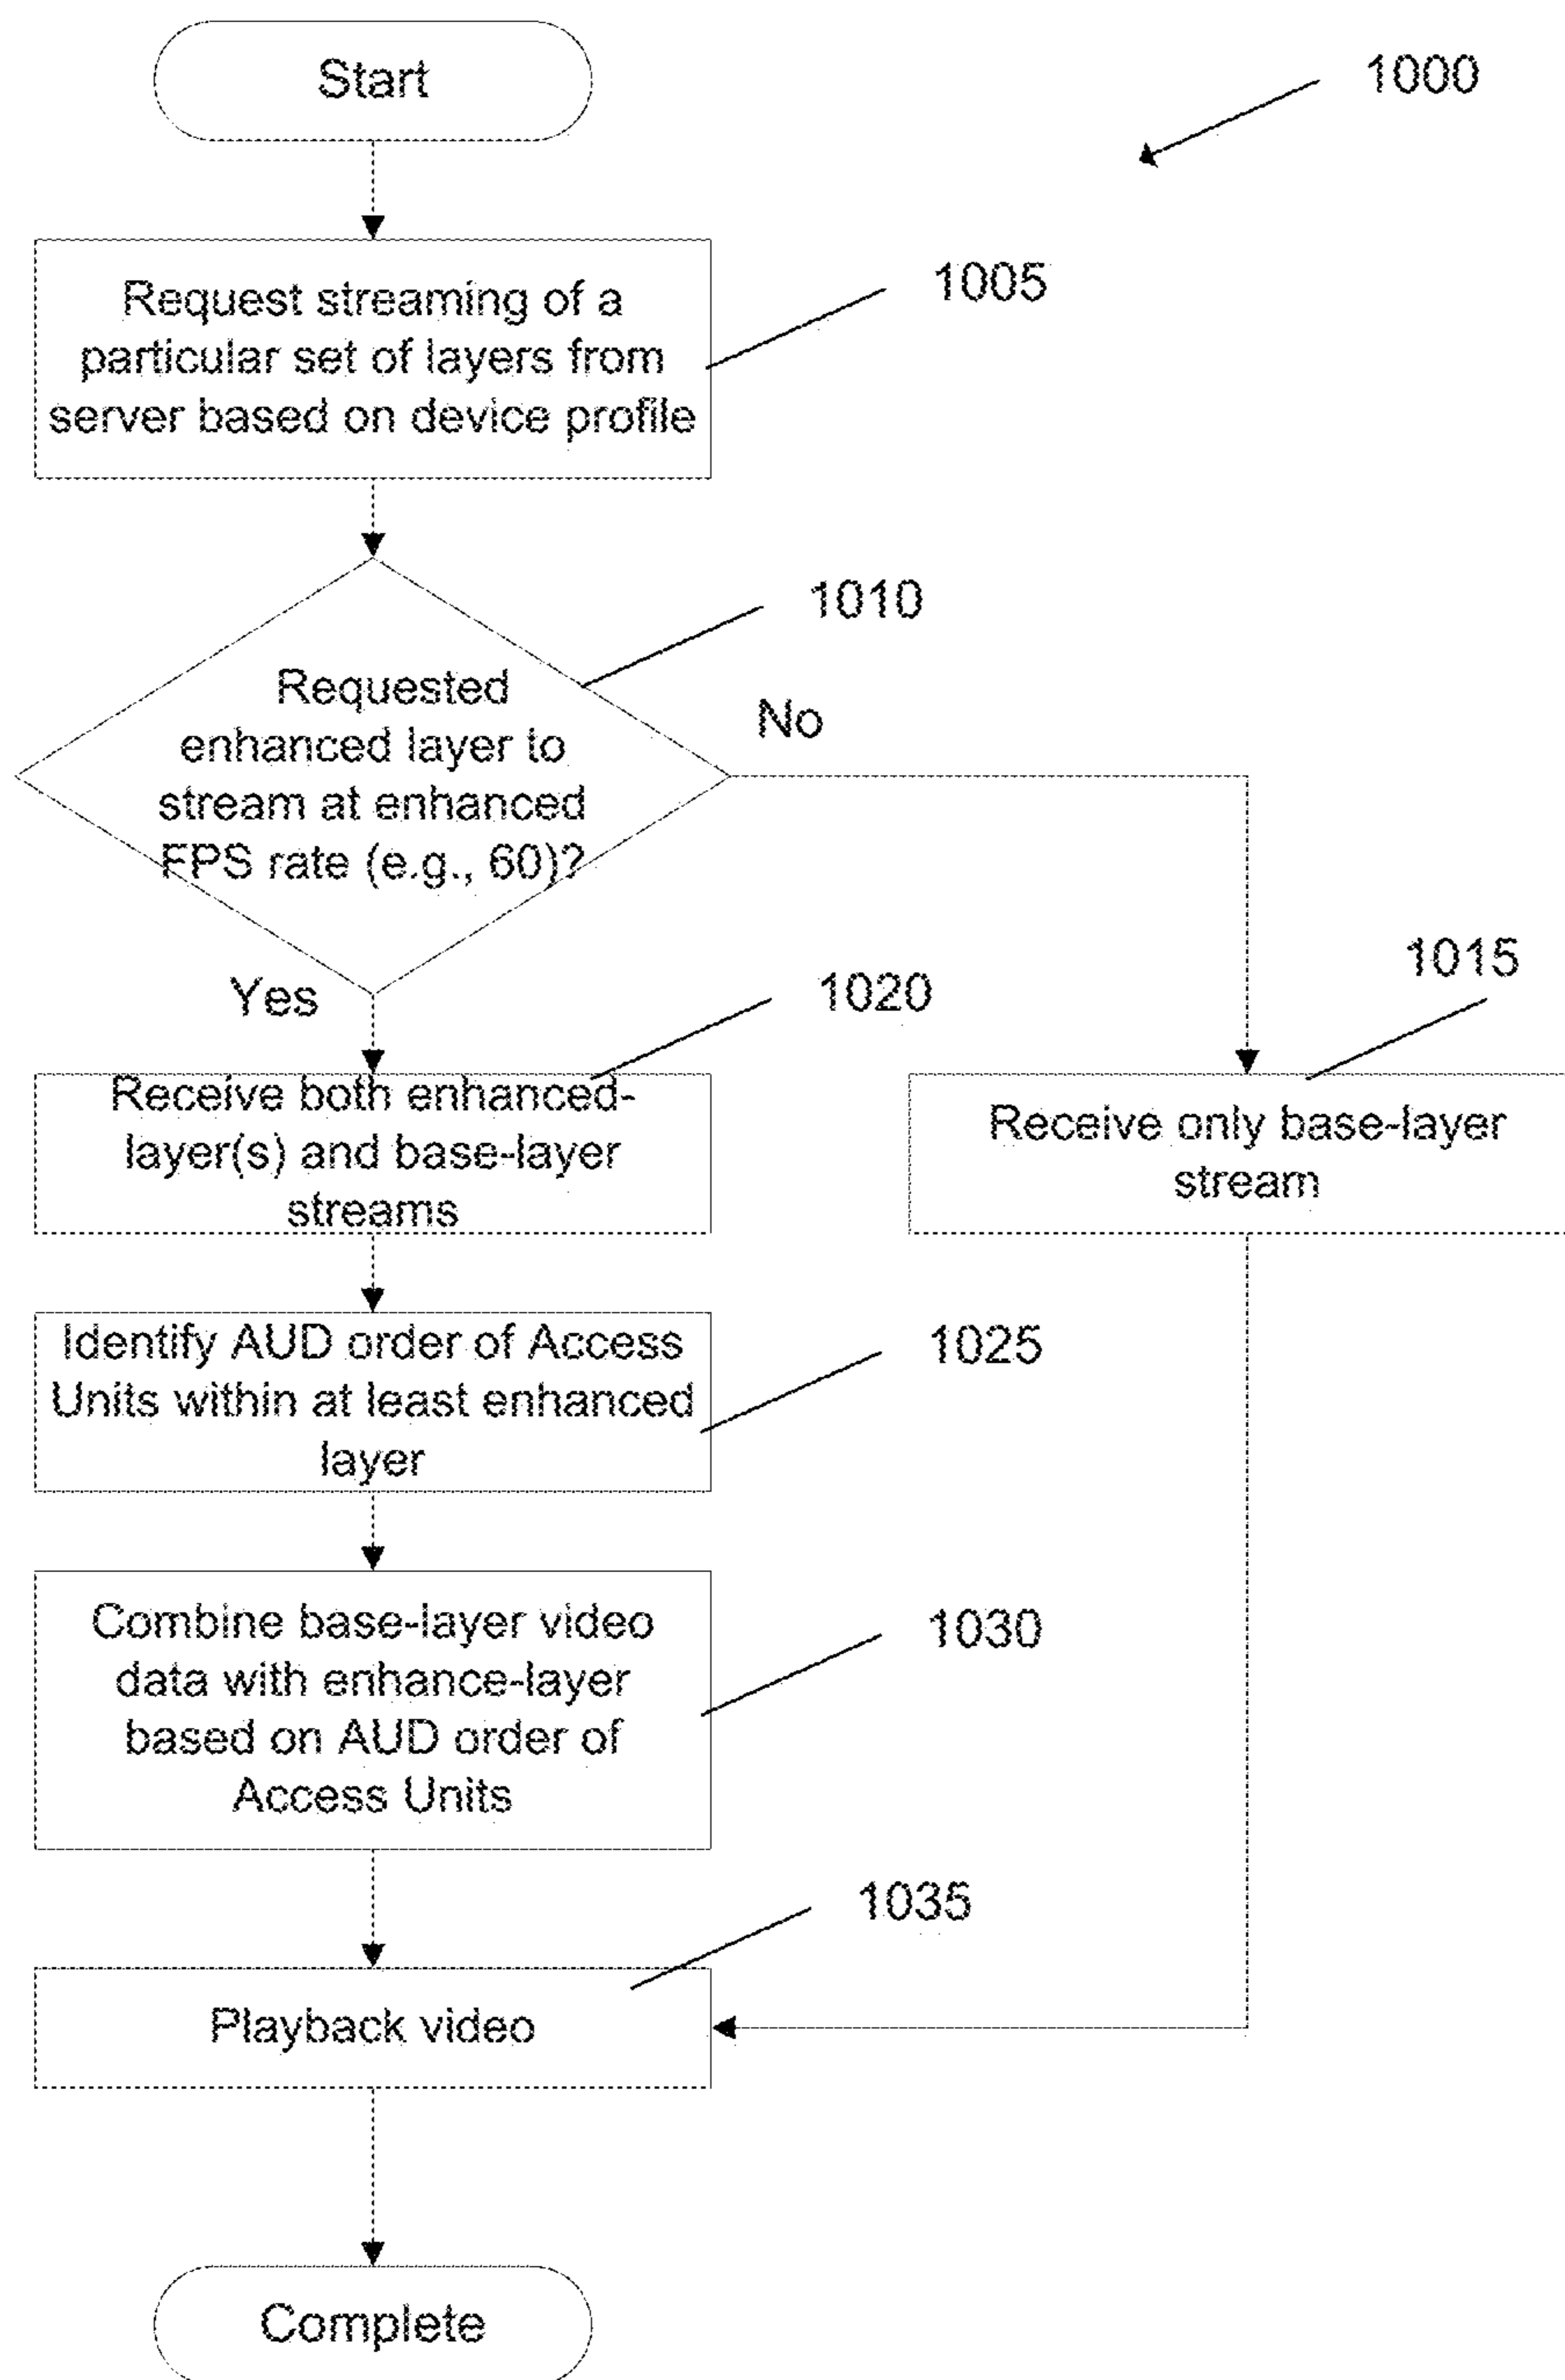 Start
1000
Request streaming of a
particular set of layers from
server based on device profile
1005
1010
Requested
enhanced layer to
stream at enhanced
FPS rate (e.g., 60)?
No
Yes
1020
1015
Receive both enhanced-
layer(s) and base-layer
streams
Receive only base-layer
stream
Identify AUD order of Access
Units within at least enhanced
layer
1025
Combine base-layer video
data with enhance-layer
based on AUD order of
Access Units
1030
1035
Playback video
Complete